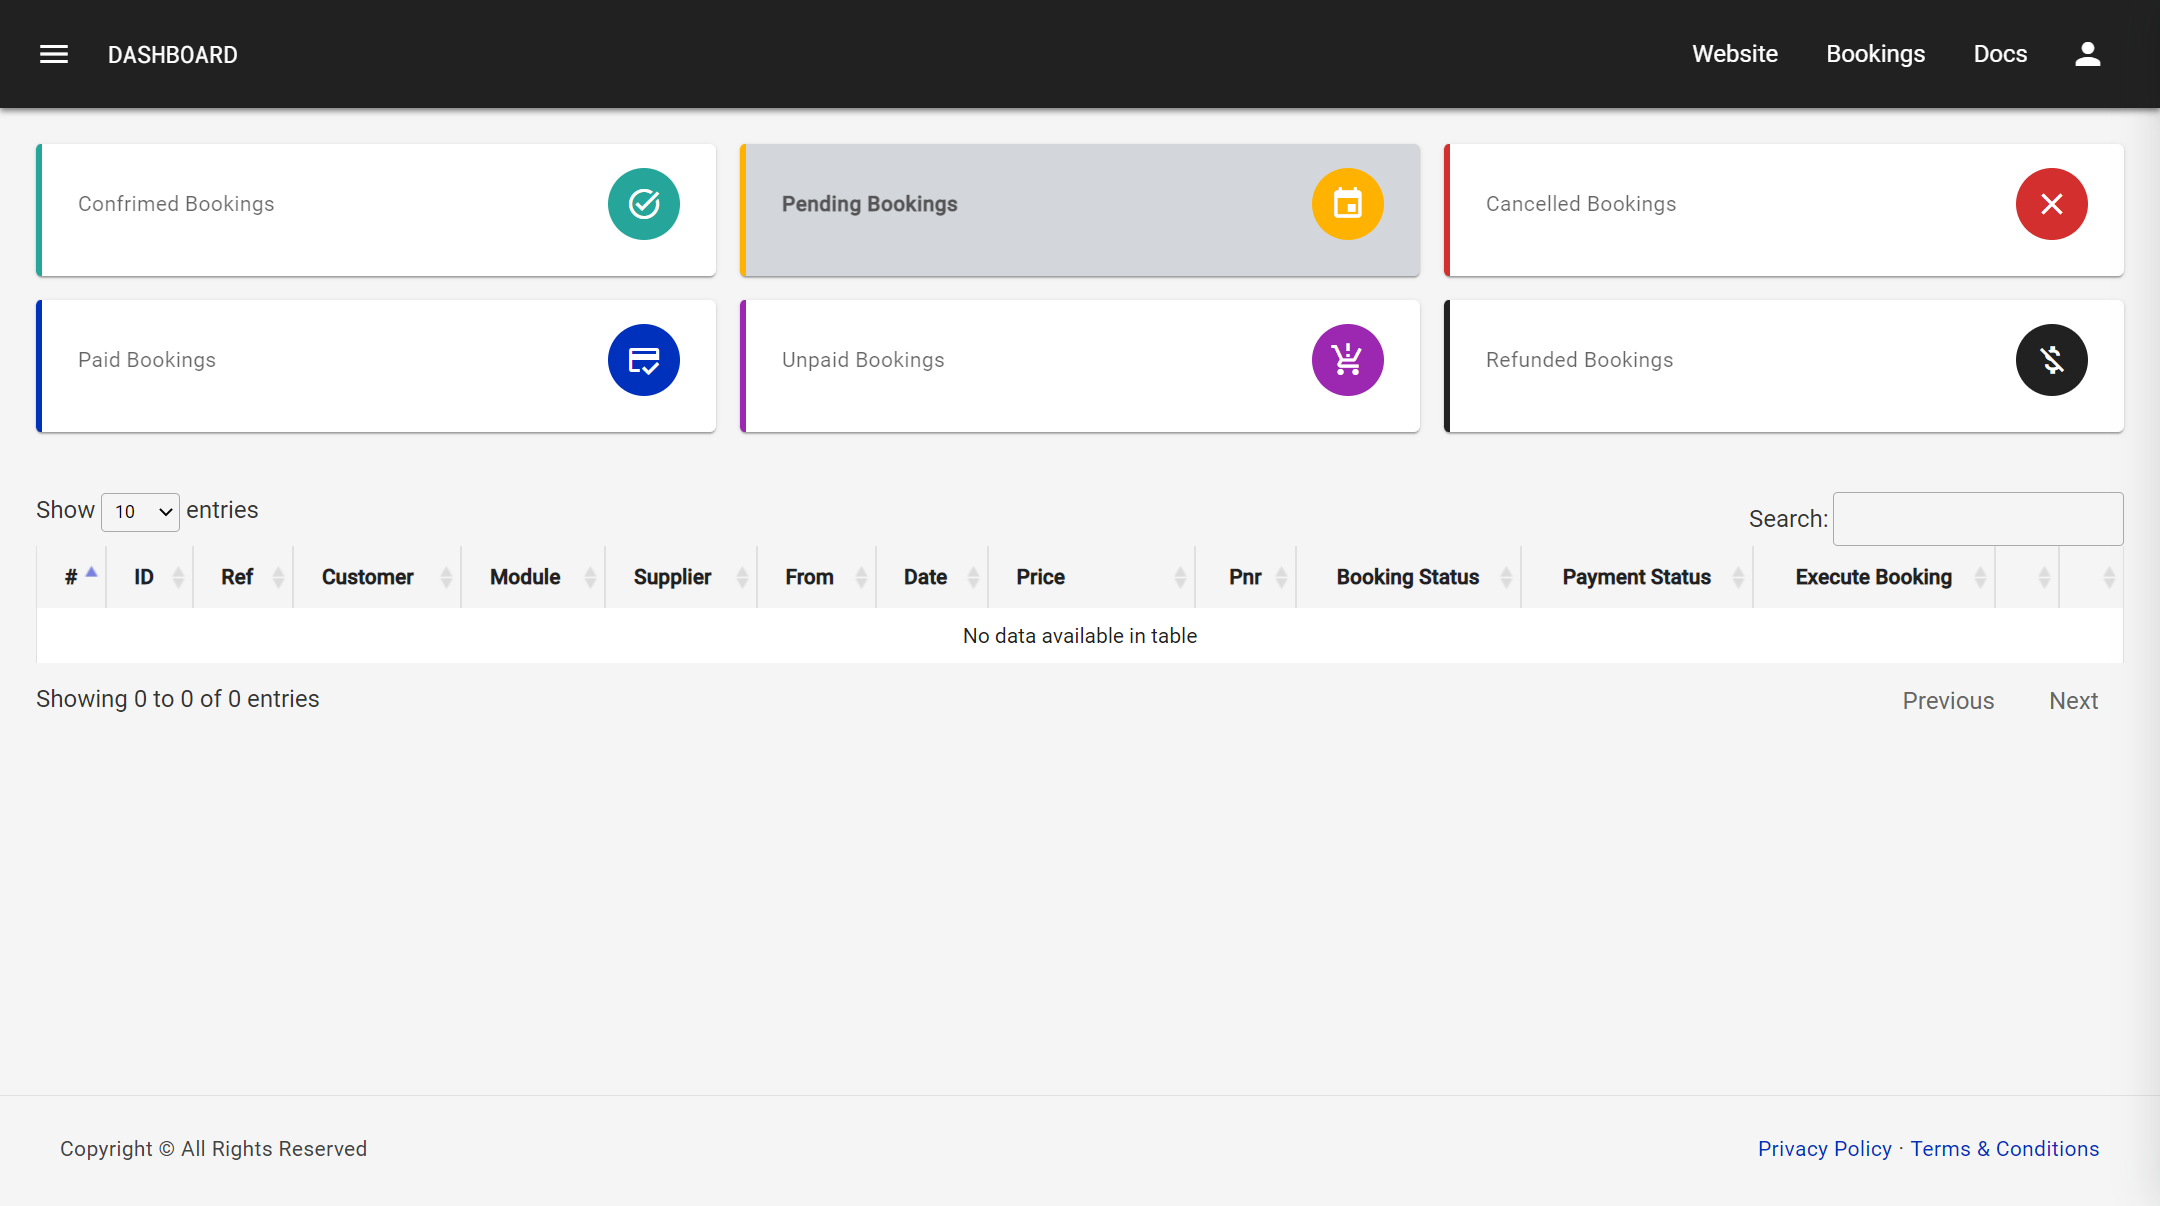 DASHBOARD
Website Bookings Docs
Confrimed Bookings
Pending Bookings
Cancelled Bookings
Paid Bookings
Unpaid Bookings
Refunded Bookings
Show 10 entries
Search:
# ID Ref Customer Module Supplier From Date Price Pnr Booking Status Payment Status Execute Booking
No data available in table
Showing 0 to 0 of 0 entries
Previous Next
Copyright © All Rights Reserved
Privacy Policy · Terms & Conditions